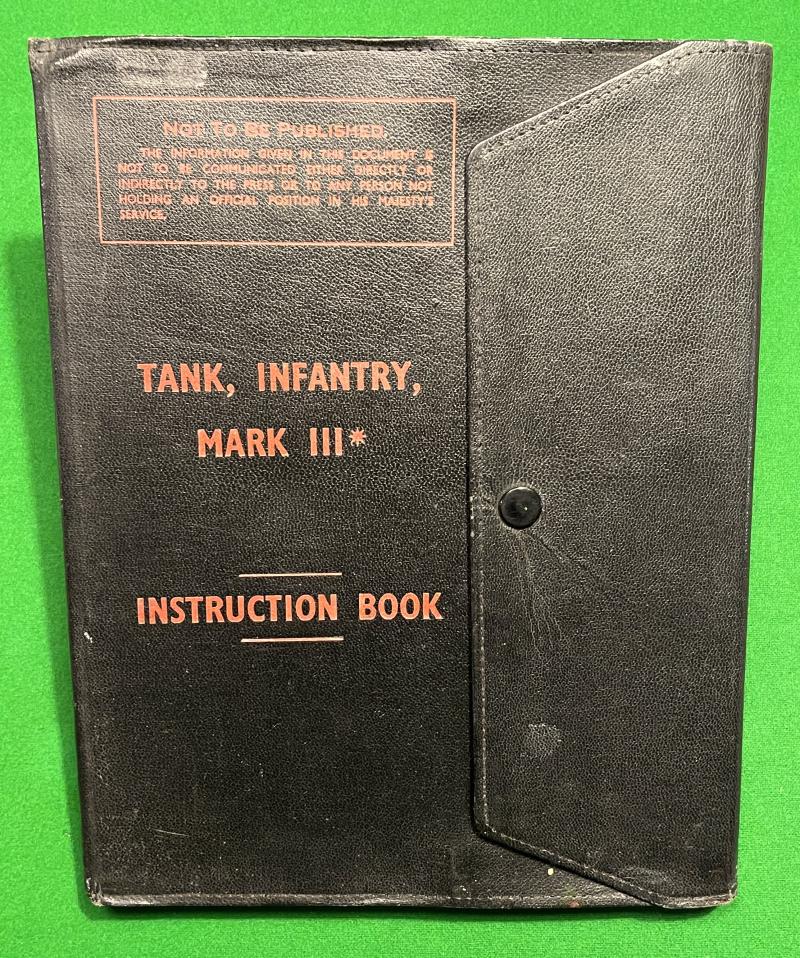 NOT TO BE PUBLISHED
THE INFORMATION GIVEN IN THIS DOCUMENT IS
NOT TO BE COMMUNICATED EITHER DIRECTLY OR
INDIRECTLY TO THE PRESS OR TO ANY PERSON NOT
HOLDING AN OFFICIAL POSITION IN HIS MAJESTY'S
SERVICE.
TANK, INFANTRY,
MARK III*
INSTRUCTION BOOK